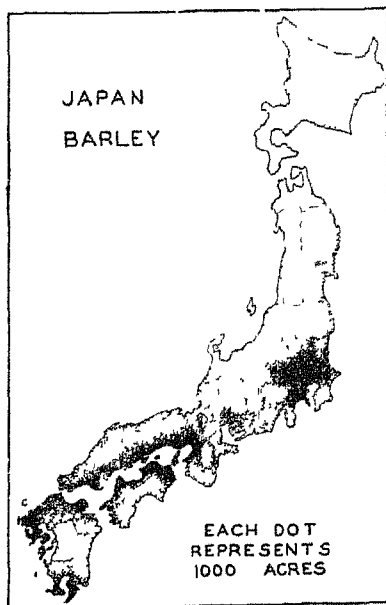 JAPAN
BARLEY
EACH DOT
REPRESENTS
1000 ACRES